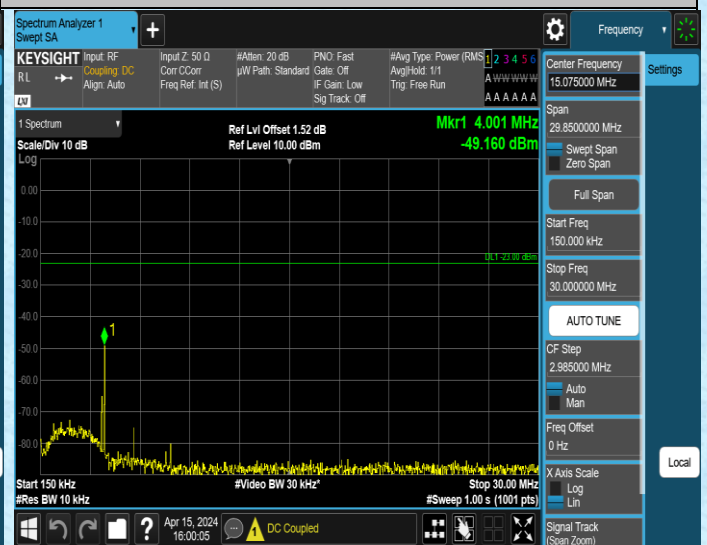 Spectrum Analyzer 1
Swept SA
+
Frequency
KEYSIGHT
RL
LXI
Input: RF
Coupling: DC
Align: Auto
Input Z: 50 Ω
Corr CCorr
Freq Ref: Int (S)
#Atten: 20 dB
µW Path: Standard
PNO: Fast
Gate: Off
IF Gain: Low
Sig Track: Off
#Avg Type: Power (RMS
Avg|Hold: 1/1
Trig: Free Run
1 2 3 4 5 6
A W W W W W
A A A A A A
1 Spectrum
Scale/Div 10 dB
Ref Lvl Offset 1.52 dB
Ref Level 10.00 dBm
Mkr1 4.001 MHz
-49.160 dBm
Log
0.00
-10.0
-20.0
-30.0
-40.0
-50.0
-60.0
-70.0
-80.0
DL1 -23.00 dBm
1
Start 150 kHz
#Res BW 10 kHz
#Video BW 30 kHz*
Stop 30.00 MHz
#Sweep 1.00 s (1001 pts)
?
Apr 15, 2024
16:00:05
DC Coupled
Center Frequency
15.075000 MHz
Span
29.8500000 MHz
Swept Span
Zero Span
Full Span
Start Freq
150.000 kHz
Stop Freq
30.000000 MHz
AUTO TUNE
CF Step
2.985000 MHz
Auto
Man
Freq Offset
0 Hz
X Axis Scale
Log
Lin
Signal Track
(Span Zoom)
Settings
Local